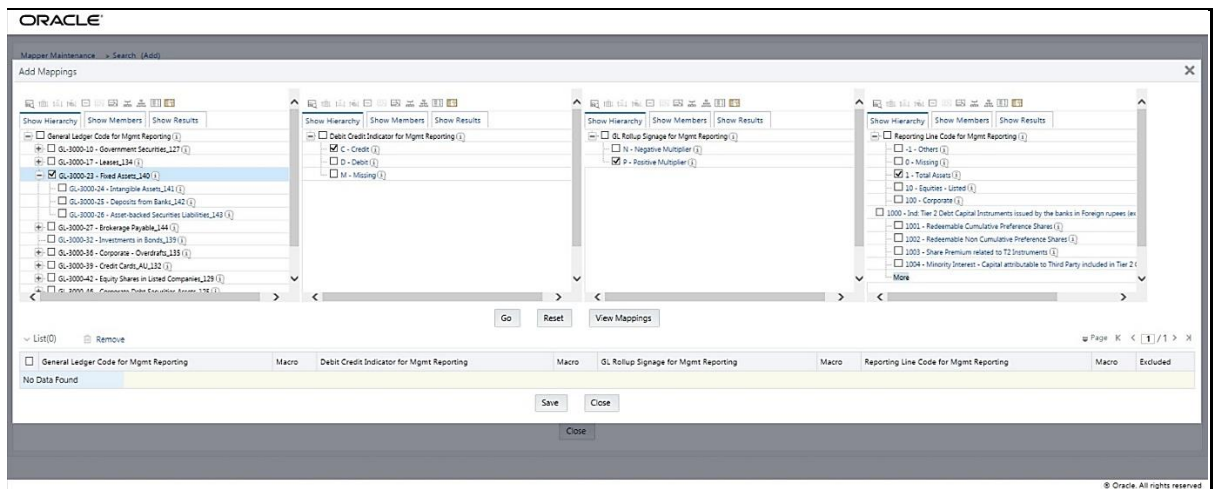 ORACLE
Mapper Maintenance » Search (Add)
Add Mappings
Show Hierarchy Show Members Show Results
General Ledger Code for Mgmt Reporting
GL-3000-10 - Government Securities_127
GL-3000-17 - Leases_134
GL-3000-23 - Fixed Assets_140
GL-3000-24 - Intangible Assets_141
GL-3000-25 - Deposits from Banks_142
GL-3000-26 - Asset-backed Securities Liabilities_143
GL-3000-27 - Brokerage Payable_144
GL-3000-32 - Investments in Bonds_139
GL-3000-36 - Corporate - Overdrafts_135
GL-3000-39 - Credit Cards_AU_132
GL-3000-42 - Equity Shares in Listed Companies_129
GL-3000-46 - Corporate Debt Securities Assets_125
Show Hierarchy Show Members Show Results
Debit Credit Indicator for Mgmt Reporting
C - Credit
D - Debit
M - Missing
Show Hierarchy Show Members Show Results
GL Rollup Signage for Mgmt Reporting
N - Negative Multiplier
P - Positive Multiplier
Show Hierarchy Show Members Show Results
Reporting Line Code for Mgmt Reporting
-1 - Others
0 - Missing
1 - Total Assets
10 - Equities - Listed
100 - Corporate
1000 - Ind: Tier 2 Debt Capital Instruments issued by the banks in Foreign rupees (ex
1001 - Redeemable Cumulative Preference Shares
1002 - Redeemable Non Cumulative Preference Shares
1003 - Share Premium related to T2 Instruments
1004 - Minority Interest - Capital attributable to Third Party included in Tier 2 (
More
Go Reset View Mappings
List(0) Remove Page 1 / 1
General Ledger Code for Mgmt Reporting Macro Debit Credit Indicator for Mgmt Reporting Macro GL Rollup Signage for Mgmt Reporting Macro Reporting Line Code for Mgmt Reporting Macro Excluded
No Data Found
Save Close
Close
© Oracle. All rights reserved